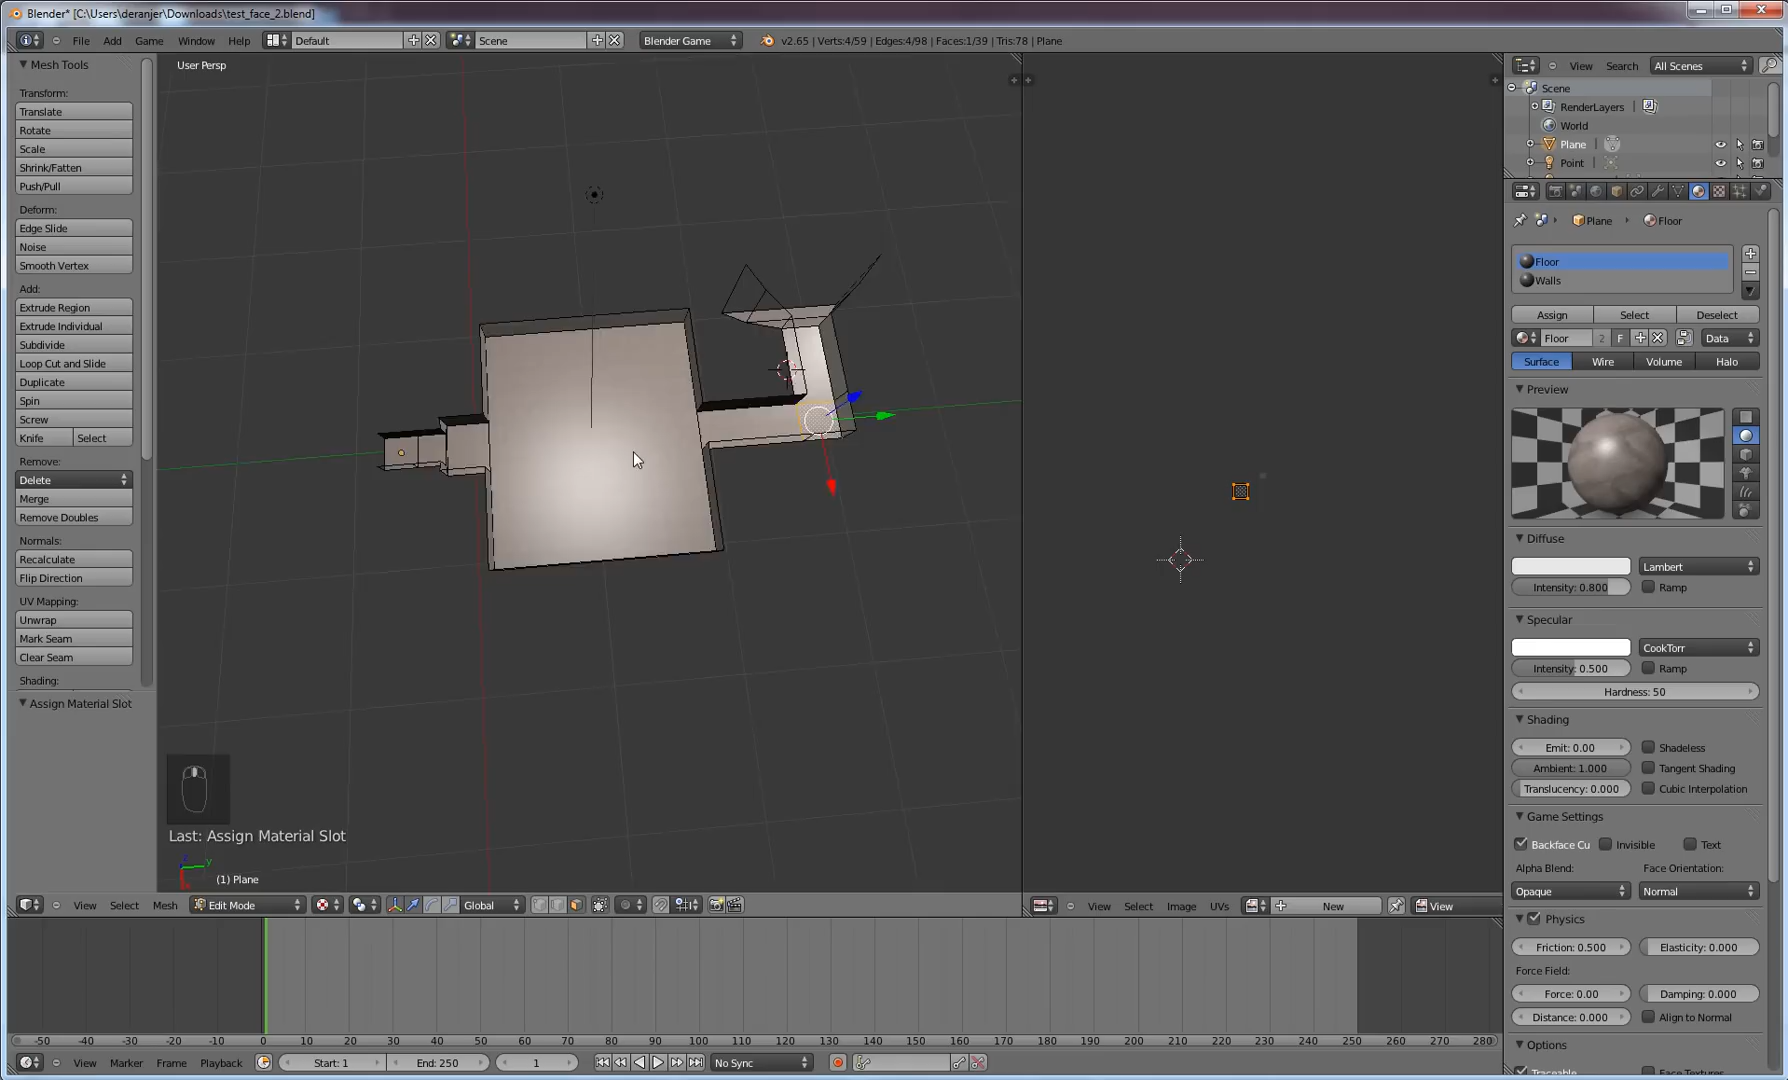 Blender* [C:\Users\deranjer\Downloads\test_face_2.blend]
File Add Game Window Help Default Scene Blender Game v2.65 | Verts:4/59 | Edges:4/98 | Faces:1/39 | Tris:78 | Plane
Mesh Tools
Transform:
Translate
Rotate
Scale
Shrink/Fatten
Push/Pull
Deform:
Edge Slide
Noise
Smooth Vertex
Add:
Extrude Region
Extrude Individual
Subdivide
Loop Cut and Slide
Duplicate
Spin
Screw
Knife Select
Remove:
Delete
Merge
Remove Doubles
Normals:
Recalculate
Flip Direction
UV Mapping:
Unwrap
Mark Seam
Clear Seam
Shading:
Assign Material Slot
User Persp
Last: Assign Material Slot
(1) Plane
View Select Mesh Edit Mode Global
View Select Image UVs New View
View Search All Scenes
Scene
RenderLayers
World
Plane
Point
Plane Floor
Floor
Walls
Assign Select Deselect
Floor 2 F Data
Surface Wire Volume Halo
Preview
Diffuse
Lambert
Intensity: 0.800 Ramp
Specular
CookTorr
Intensity: 0.500 Ramp
Hardness: 50
Shading
Emit: 0.00 Shadeless
Ambient: 1.000 Tangent Shading
Translucency: 0.000 Cubic Interpolation
Game Settings
Backface Cu Invisible Text
Alpha Blend: Face Orientation:
Opaque Normal
Physics
Friction: 0.500 Elasticity: 0.000
Force Field:
Force: 0.00 Damping: 0.000
Distance: 0.000 Align to Normal
Options
Traceable Face Textures
-50 -40 -30 -20 -10 0 10 20 30 40 50 60 70 80 90 100 110 120 130 140 150 160 170 180 190 200 210 220 230 240 250 260 270 280
View Marker Frame Playback Start: 1 End: 250 1 No Sync